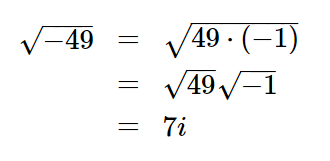 √−49 = √49 · (−1)
= √49√−1
= 7i